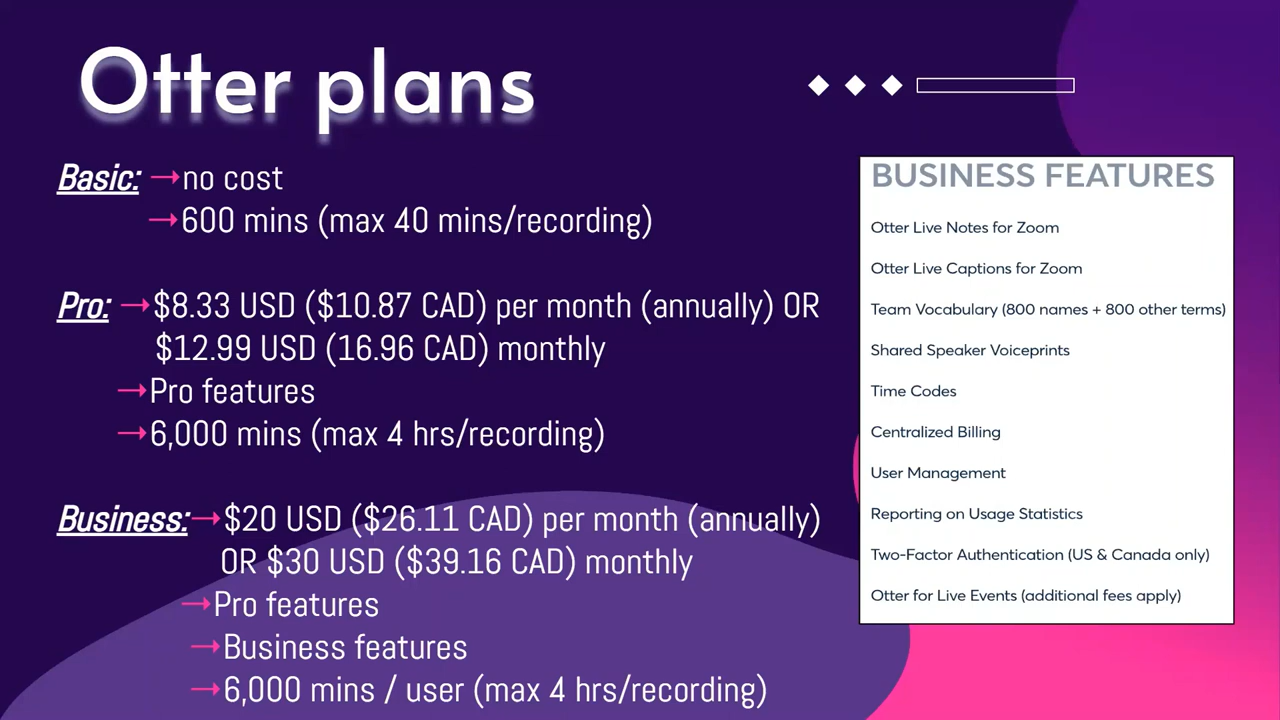 Otter plans
Basic: →no cost
→600 mins (max 40 mins/recording)
Pro: →$8.33 USD ($10.87 CAD) per month (annually) OR
$12.99 USD (16.96 CAD) monthly
→Pro features
→6,000 mins (max 4 hrs/recording)
Business:→$20 USD ($26.11 CAD) per month (annually)
OR $30 USD ($39.16 CAD) monthly
→Pro features
→Business features
→6,000 mins / user (max 4 hrs/recording)
BUSINESS FEATURES
Otter Live Notes for Zoom
Otter Live Captions for Zoom
Team Vocabulary (800 names + 800 other terms)
Shared Speaker Voiceprints
Time Codes
Centralized Billing
User Management
Reporting on Usage Statistics
Two-Factor Authentication (US & Canada only)
Otter for Live Events (additional fees apply)